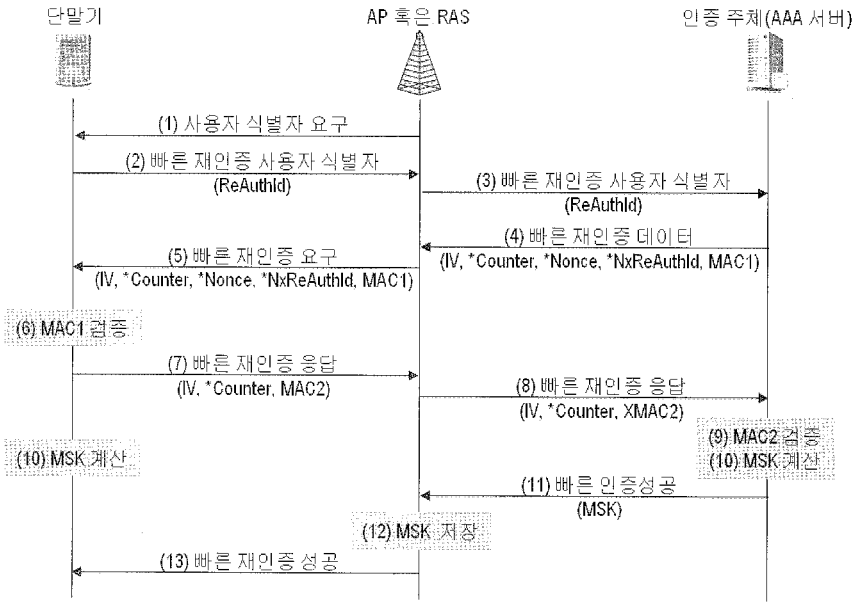 단말기
AP 혹은 RAS
인증 주체(AAA 서버)
(1) 사용자 식별자 요구
(2) 빠른 재인증 사용자 식별자
(ReAuthId)
(3) 빠른 재인증 사용자 식별자
(ReAuthId)
(4) 빠른 재인증 데이터
(IV, *Counter, *Nonce, *NxReAuthId, MAC1)
(5) 빠른 재인증 요구
(IV, *Counter, *Nonce, *NxReAuthId, MAC1)
(6) MAC1 검증
(7) 빠른 재인증 응답
(IV, *Counter, MAC2)
(8) 빠른 재인증 응답
(IV, *Counter, XMAC2)
(9) MAC2 검증
(10) MSK 계산
(10) MSK 계산
(11) 빠른 인증성공
(MSK)
(12) MSK 저장
(13) 빠른 재인증 성공